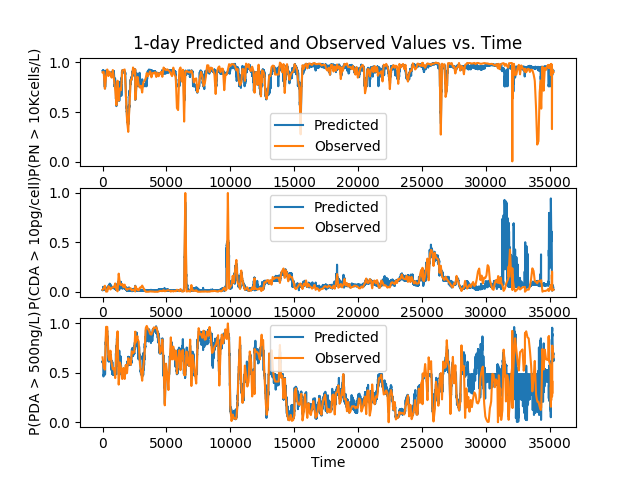 1-day Predicted and Observed Values vs. Time
P(PN > 10Kcells/L)
1.0
0.5
0.0
Predicted
Observed
0 5000 10000 15000 20000 25000 30000 35000
P(CDA > 10pg/cell)
1.0
0.5
0.0
Predicted
Observed
0 5000 10000 15000 20000 25000 30000 35000
P(PDA > 500ng/L)
1.0
0.5
0.0
Predicted
Observed
0 5000 10000 15000 20000 25000 30000 35000
Time